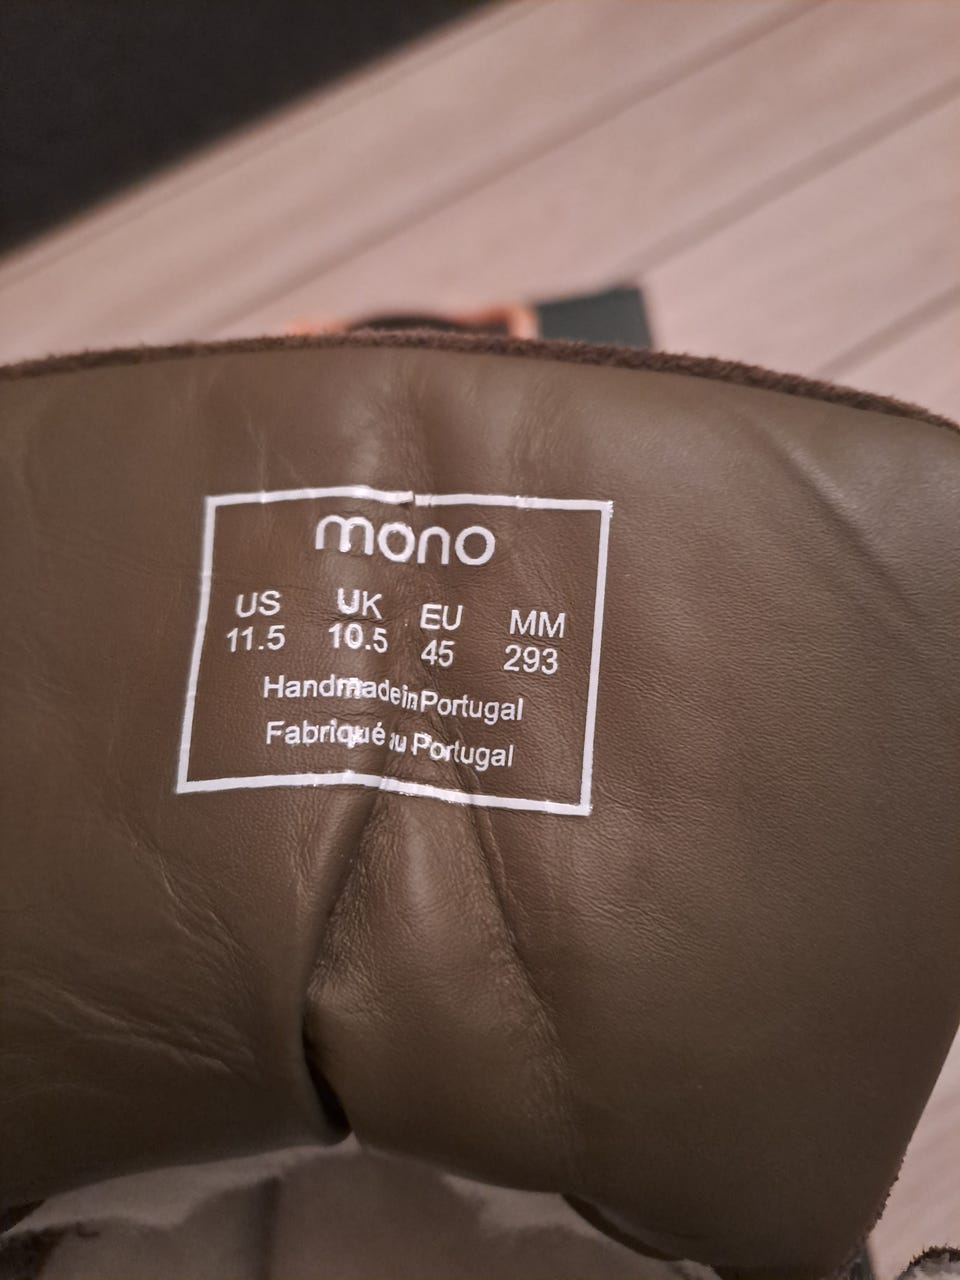 mono
US UK EU MM
11.5 10.5 45 293
Handmade in Portugal
Fabriqué au Portugal